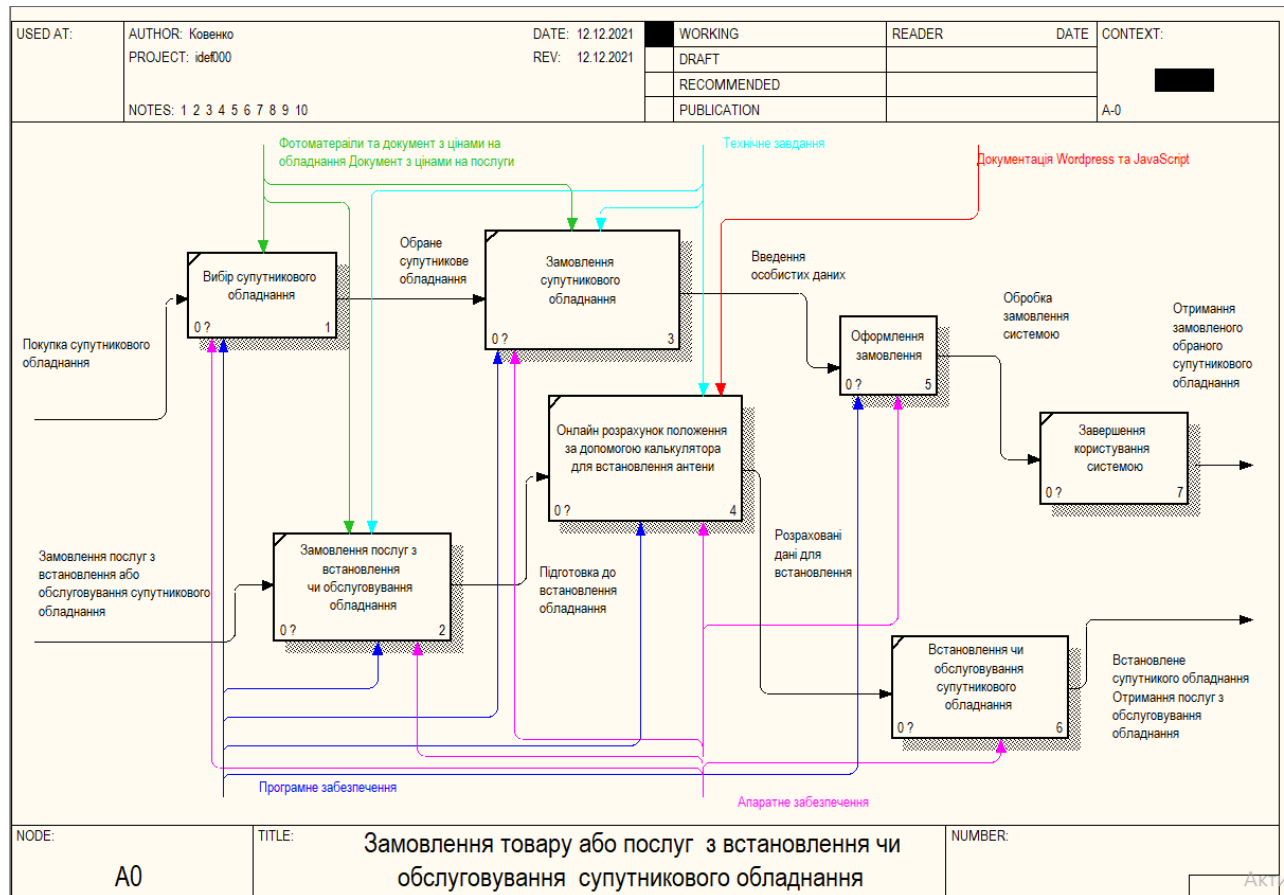 USED AT:
AUTHOR: Ковенко
DATE: 12.12.2021
PROJECT: idef000
REV: 12.12.2021
NOTES: 1 2 3 4 5 6 7 8 9 10
WORKING
DRAFT
RECOMMENDED
PUBLICATION
READER
DATE
CONTEXT:
A-0
Фотоматераіли та документ з цінами на
обладнання Документ з цінами на послуги
Технічне завдання
Документація Wordpress та JavaScript
Вибір супутникового
обладнання
0 ?
1
Обране
супутникове
обладнання
Замовлення
супутникового
обладнання
0 ?
3
Введення
особистих даних
Оформлення
замовлення
0 ?
5
Обробка
замовлення
системою
Отримання
замовленого
обраного
супутникового
обладнання
Покупка супутникового
обладнання
Онлайн розрахунок положення
за допомогою калькулятора
для встановлення антени
0 ?
4
Завершення
користування
системою
0 ?
7
Замовлення послуг з
встановлення або
обслуговування супутникового
обладнання
Замовлення послуг з
встановлення
чи обслуговування
обладнання
0 ?
2
Підготовка до
встановлення
обладнання
Розраховані
дані для
встановлення
Встановлення чи
обслуговування
супутникового
обладнання
0 ?
6
Встановлене
супутникого обладнання
Отримання послуг з
обслуговування
обладнання
Програмне забезпечення
Апаратне забезпечення
NODE:
A0
TITLE:
Замовлення товару або послуг з встановлення чи
обслуговування супутникового обладнання
NUMBER: